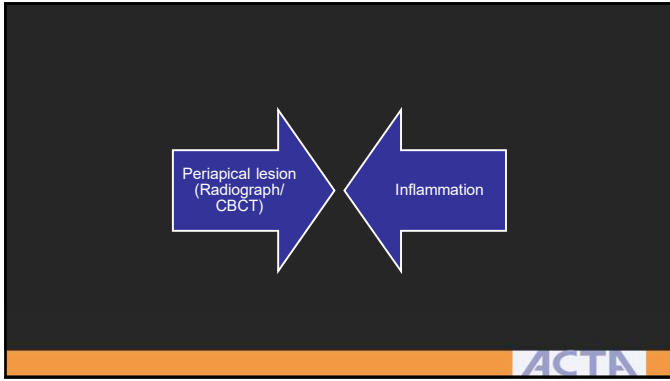 Periapical lesion
(Radiograph/
CBCT)
Inflammation
ACTA